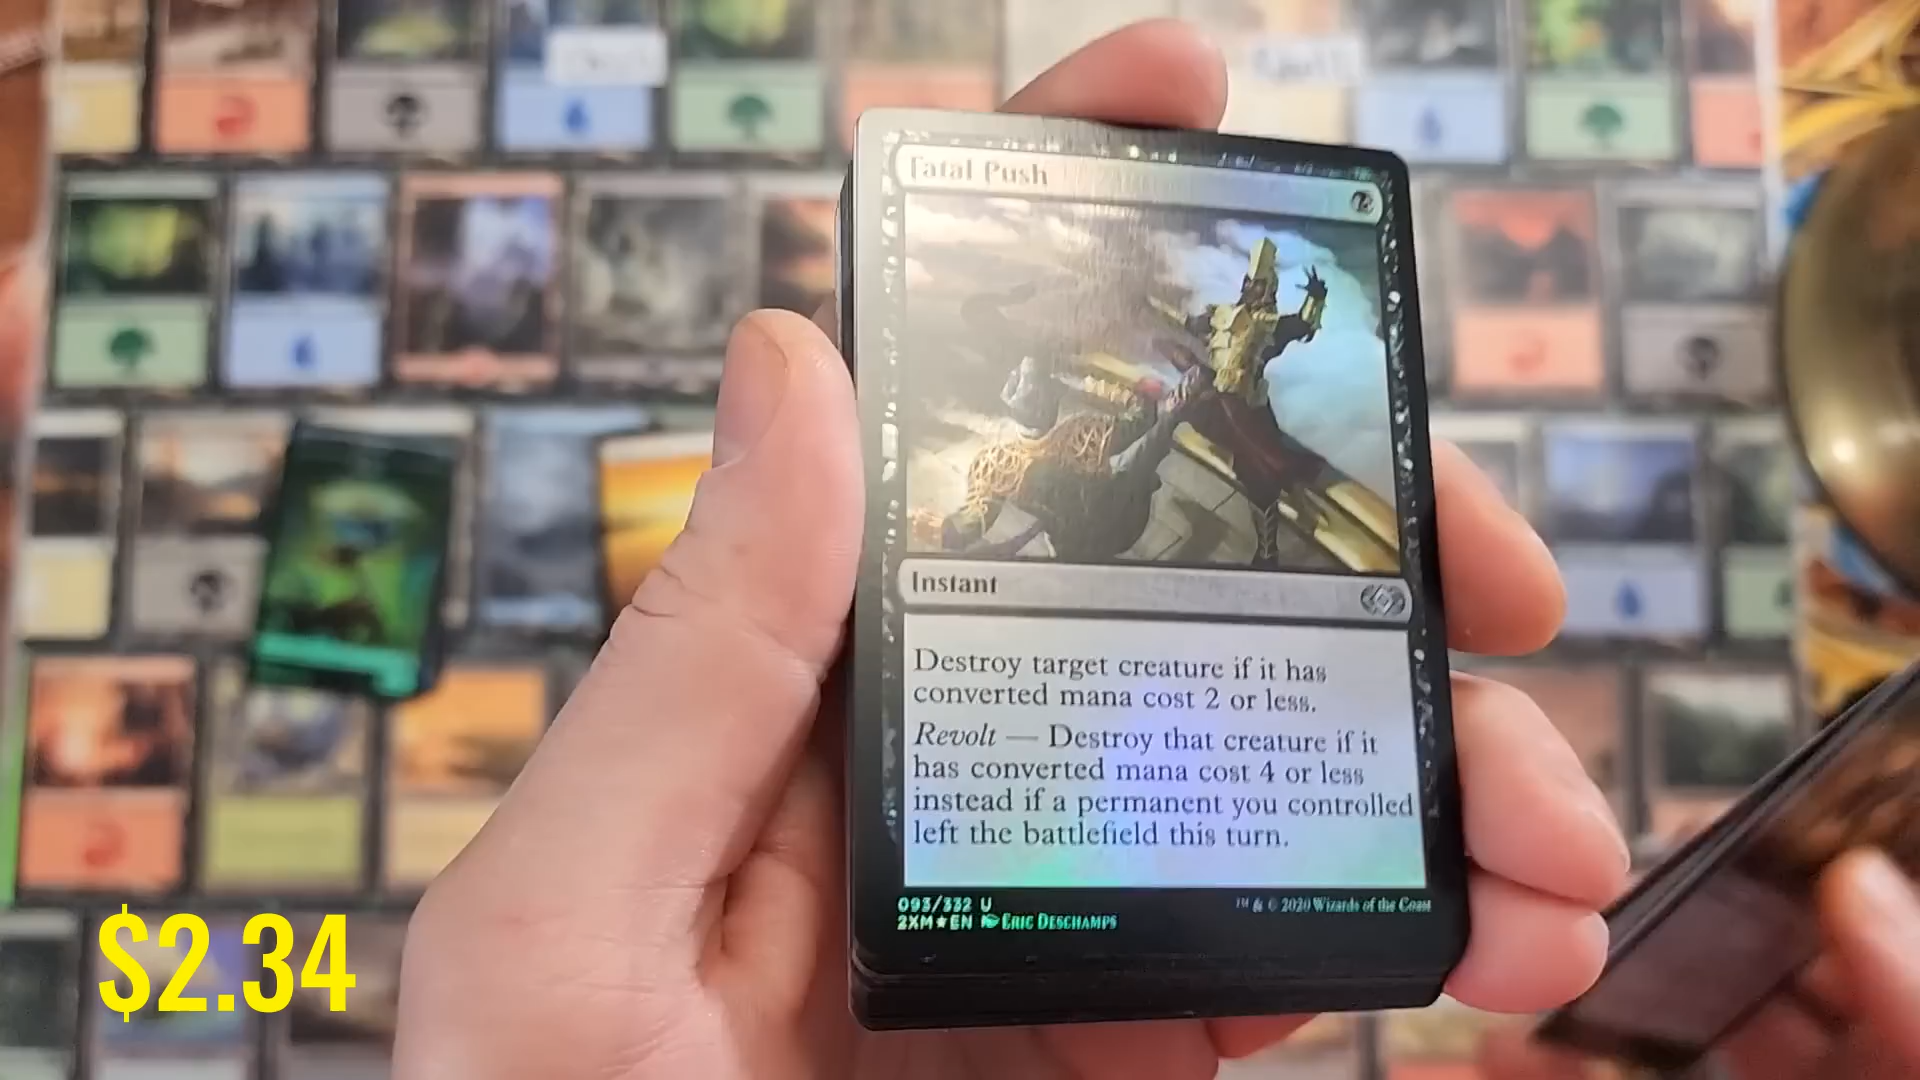 Fatal Push
Instant
Destroy target creature if it has
converted mana cost 2 or less.
Revolt — Destroy that creature if it
has converted mana cost 4 or less
instead if a permanent you controlled
left the battlefield this turn.
093/332 U
2XM★EN Eric Deschamps
™ & © 2020 Wizards of the Coast
$2.34